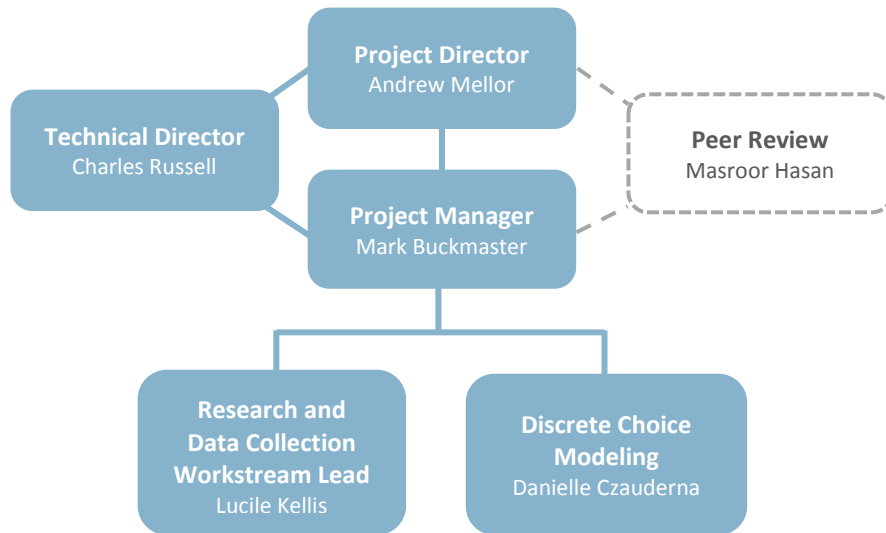 Project Director
Andrew Mellor
Technical Director
Charles Russell
Peer Review
Masroor Hasan
Project Manager
Mark Buckmaster
Research and
Data Collection
Workstream Lead
Lucile Kellis
Discrete Choice
Modeling
Danielle Czauderna